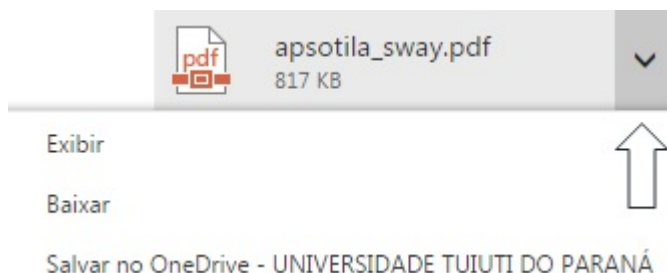 pdf
apsotila_sway.pdf
817 KB
Exibir
Baixar
Salvar no OneDrive - UNIVERSIDADE TUIUTI DO PARANÁ